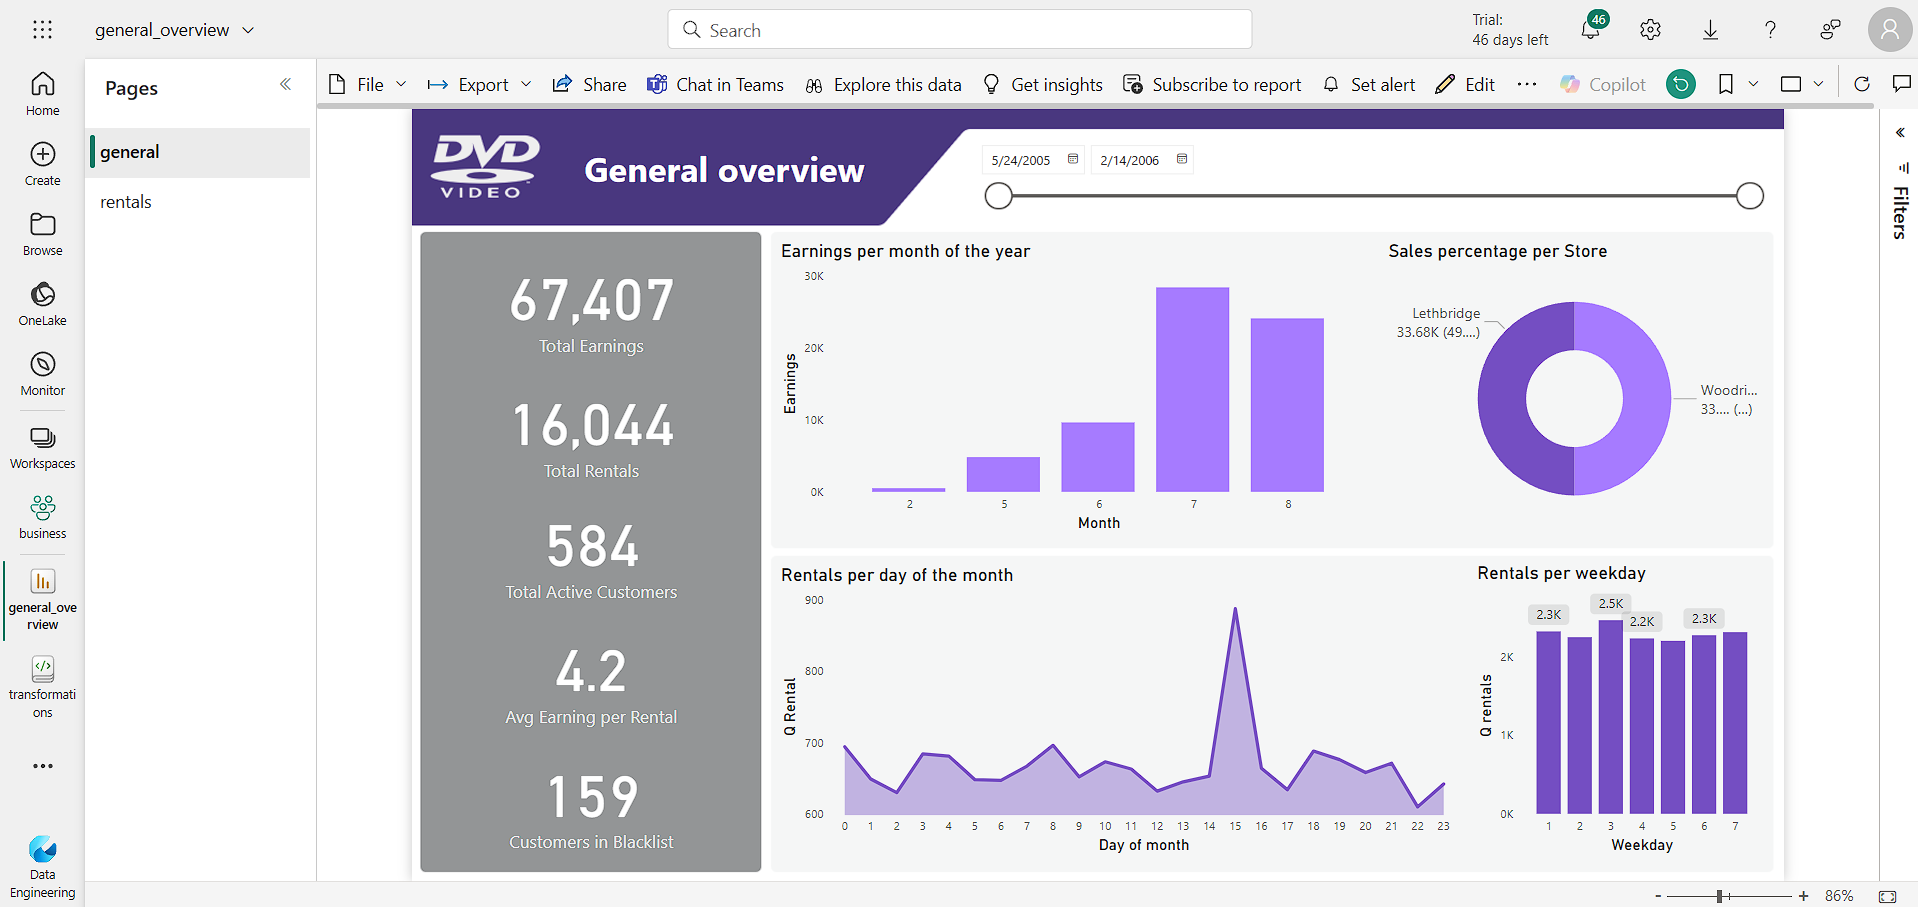 general_overview
Search
Trial:
46 days left
46
Home
Create
Browse
OneLake
Monitor
Workspaces
business
general_ove
rview
transformati
ons
Data
Engineering
Pages
general
rentals
File
Export
Share
Chat in Teams
Explore this data
Get insights
Subscribe to report
Set alert
Edit
Copilot
DVD
VIDEO
General overview
5/24/2005
2/14/2006
67,407
Total Earnings
16,044
Total Rentals
584
Total Active Customers
4.2
Avg Earning per Rental
159
Customers in Blacklist
Earnings per month of the year
Earnings
30K
20K
10K
0K
2 5 6 7 8
Month
Sales percentage per Store
Lethbridge
33.68K (49....)
Woodri...
33.... (...)
Rentals per day of the month
Q Rental
900
800
700
600
0 1 2 3 4 5 6 7 8 9 10 11 12 13 14 15 16 17 18 19 20 21 22 23
Day of month
Rentals per weekday
Q rentals
2K
1K
0K
2.3K 2.5K 2.2K 2.3K
1 2 3 4 5 6 7
Weekday
Filters
- + 86%